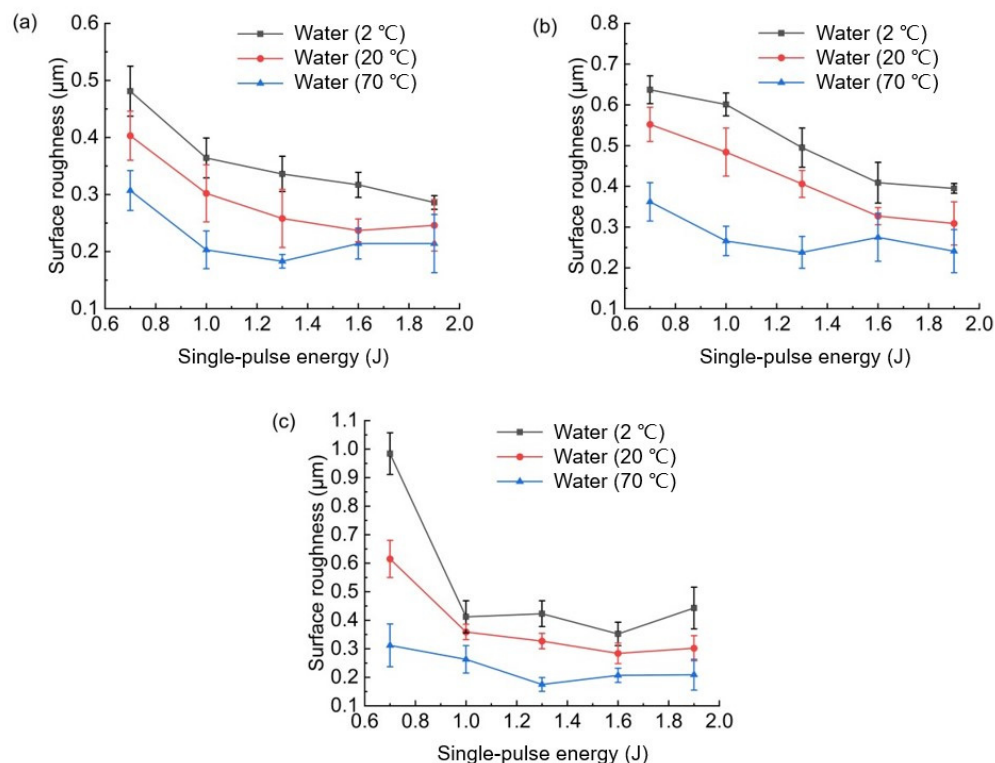 (a)
Water (2 ℃)
Water (20 ℃)
Water (70 ℃)
Surface roughness (μm)
0.6
0.5
0.4
0.3
0.2
0.1
0.6 0.8 1.0 1.2 1.4 1.6 1.8 2.0
Single-pulse energy (J)
(b)
Water (2 ℃)
Water (20 ℃)
Water (70 ℃)
Surface roughness (μm)
0.8
0.7
0.6
0.5
0.4
0.3
0.2
0.1
0.6 0.8 1.0 1.2 1.4 1.6 1.8 2.0
Single-pulse energy (J)
(c)
Water (2 ℃)
Water (20 ℃)
Water (70 ℃)
Surface roughness (μm)
1.1
1.0
0.9
0.8
0.7
0.6
0.5
0.4
0.3
0.2
0.1
0.6 0.8 1.0 1.2 1.4 1.6 1.8 2.0
Single-pulse energy (J)